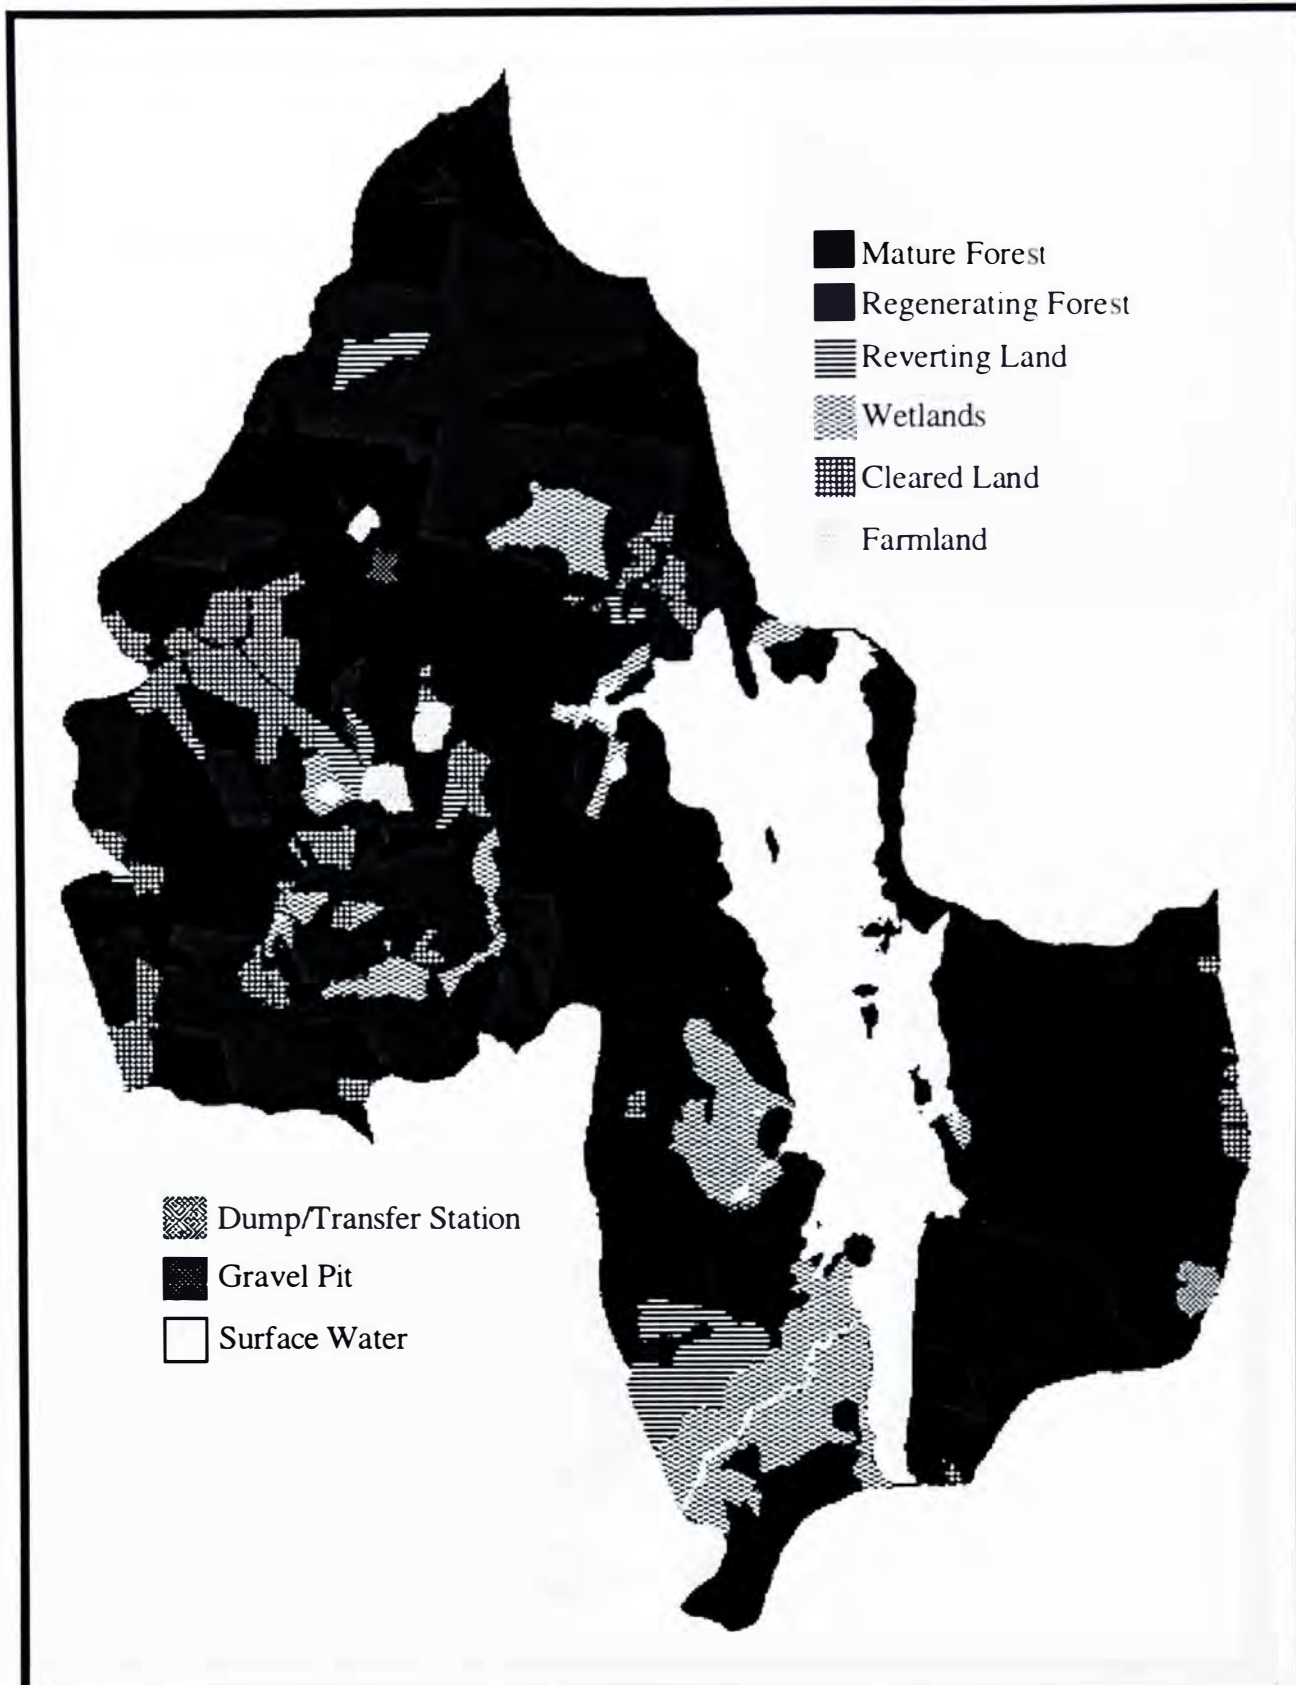 Mature Forest
Regenerating Forest
Reverting Land
Wetlands
Cleared Land
Farmland
Dump/Transfer Station
Gravel Pit
Surface Water